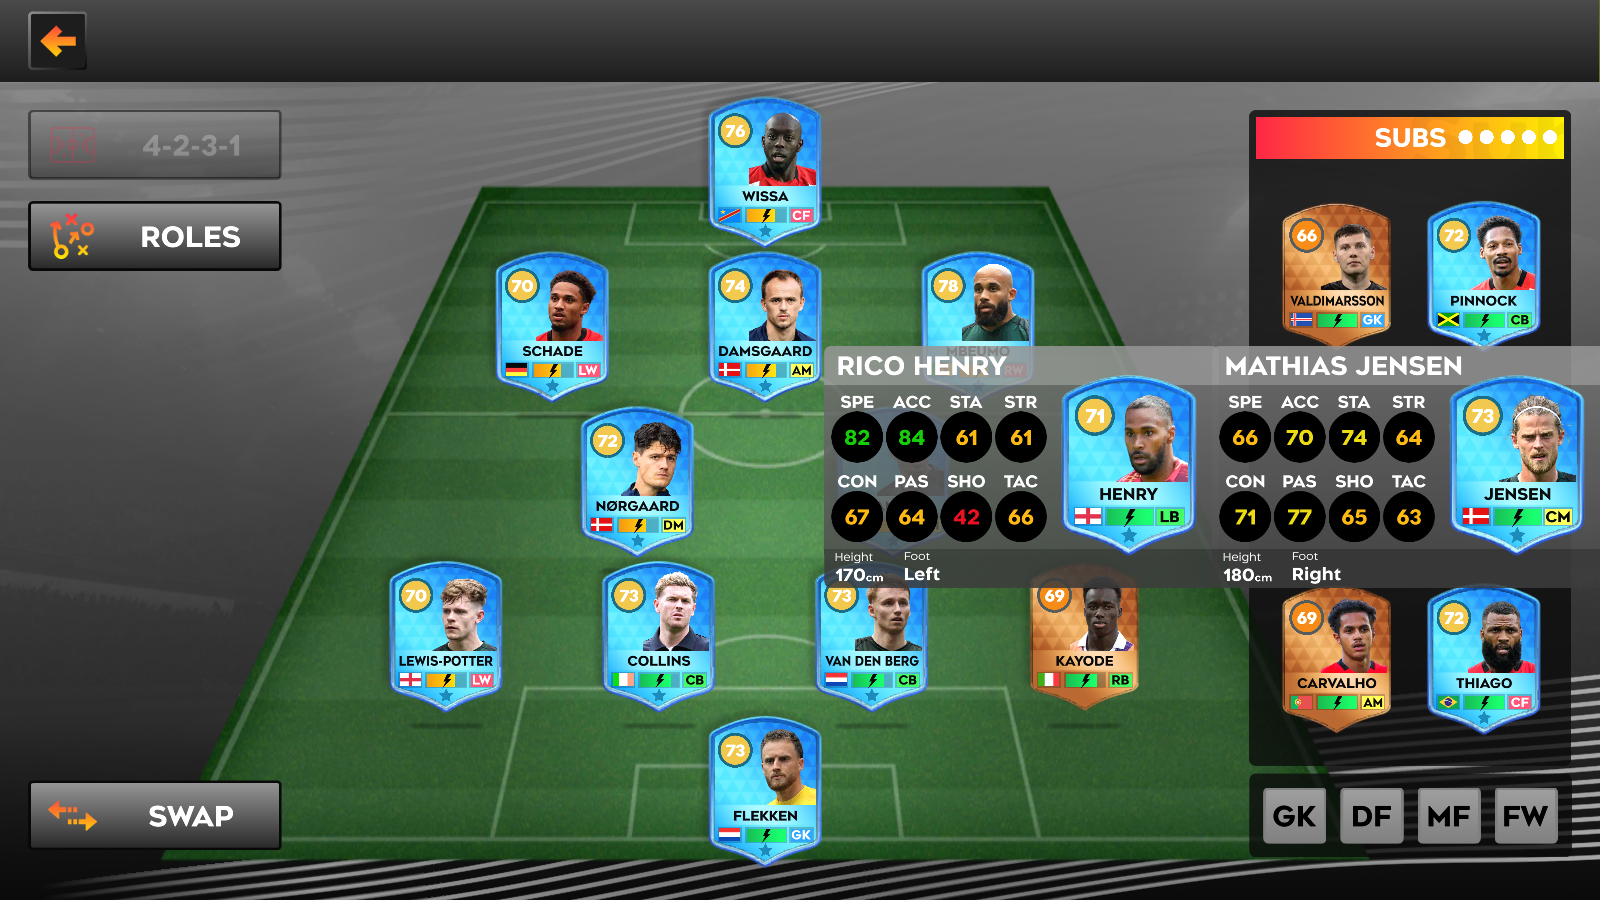 4-2-3-1
ROLES
SWAP
76
WISSA
CF
70
SCHADE
LW
74
DAMSGAARD
AM
78
MBEUMO
RW
72
NØRGAARD
DM
70
LEWIS-POTTER
LW
73
COLLINS
CB
73
VAN DEN BERG
CB
69
KAYODE
RB
73
FLEKKEN
GK
RICO HENRY
SPE ACC STA STR
82 84 61 61
CON PAS SHO TAC
67 64 42 66
Height Foot
170cm Left
71
HENRY
LB
MATHIAS JENSEN
SPE ACC STA STR
66 70 74 64
CON PAS SHO TAC
71 77 65 63
Height Foot
180cm Right
73
JENSEN
CM
SUBS
66
VALDIMARSSON
GK
72
PINNOCK
CB
69
CARVALHO
AM
72
THIAGO
CF
GK DF MF FW